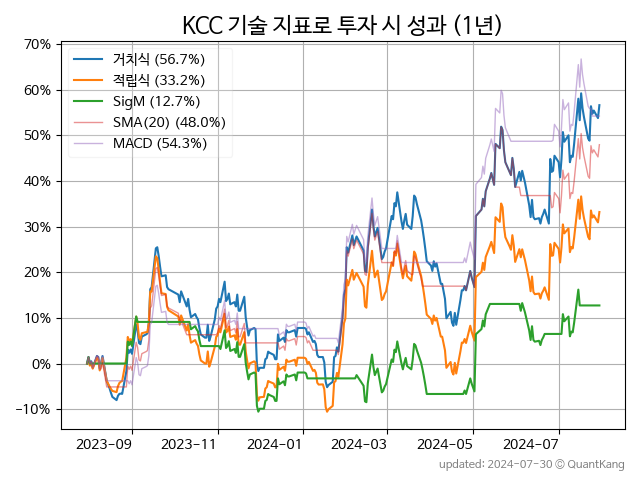 KCC 기술 지표로 투자 시 성과 (1년)
70%
60%
50%
40%
30%
20%
10%
0%
−10%
거치식 (56.7%)
적립식 (33.2%)
SigM (12.7%)
SMA(20) (48.0%)
MACD (54.3%)
2023-09
2023-11
2024-01
2024-03
2024-05
2024-07
updated: 2024-07-30 © QuantKang